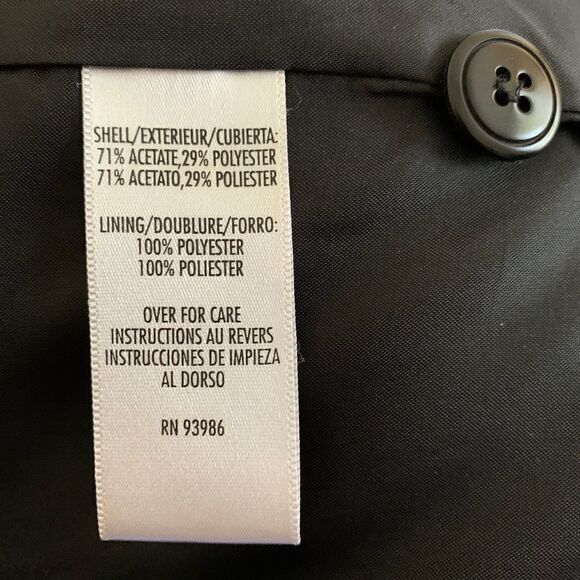 SHELL/EXTERIEUR/CUBIERTA:
71% ACETATE,29% POLYESTER
71% ACETATO,29% POLIESTER
LINING/DOUBLURE/FORRO:
100% POLYESTER
100% POLIESTER
OVER FOR CARE
INSTRUCTIONS AU REVERS
INSTRUCCIONES DE IMPIEZA
AL DORSO
RN 93986